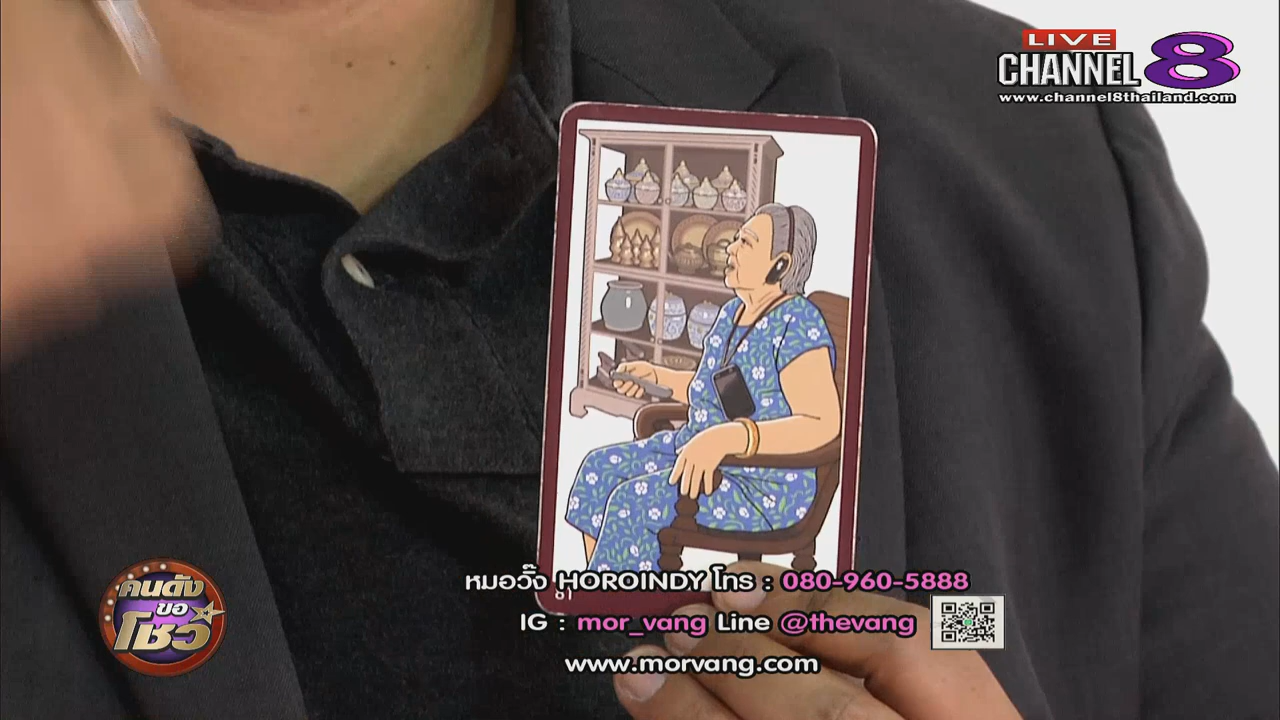 LIVE
CHANNEL 8
www.channel8thailand.com
หมอวั๊ง HOROINDY โทร : 080-960-5888
IG : mor_vang Line @thevang
www.morvang.com
คนดัง
ขอ
โชว์